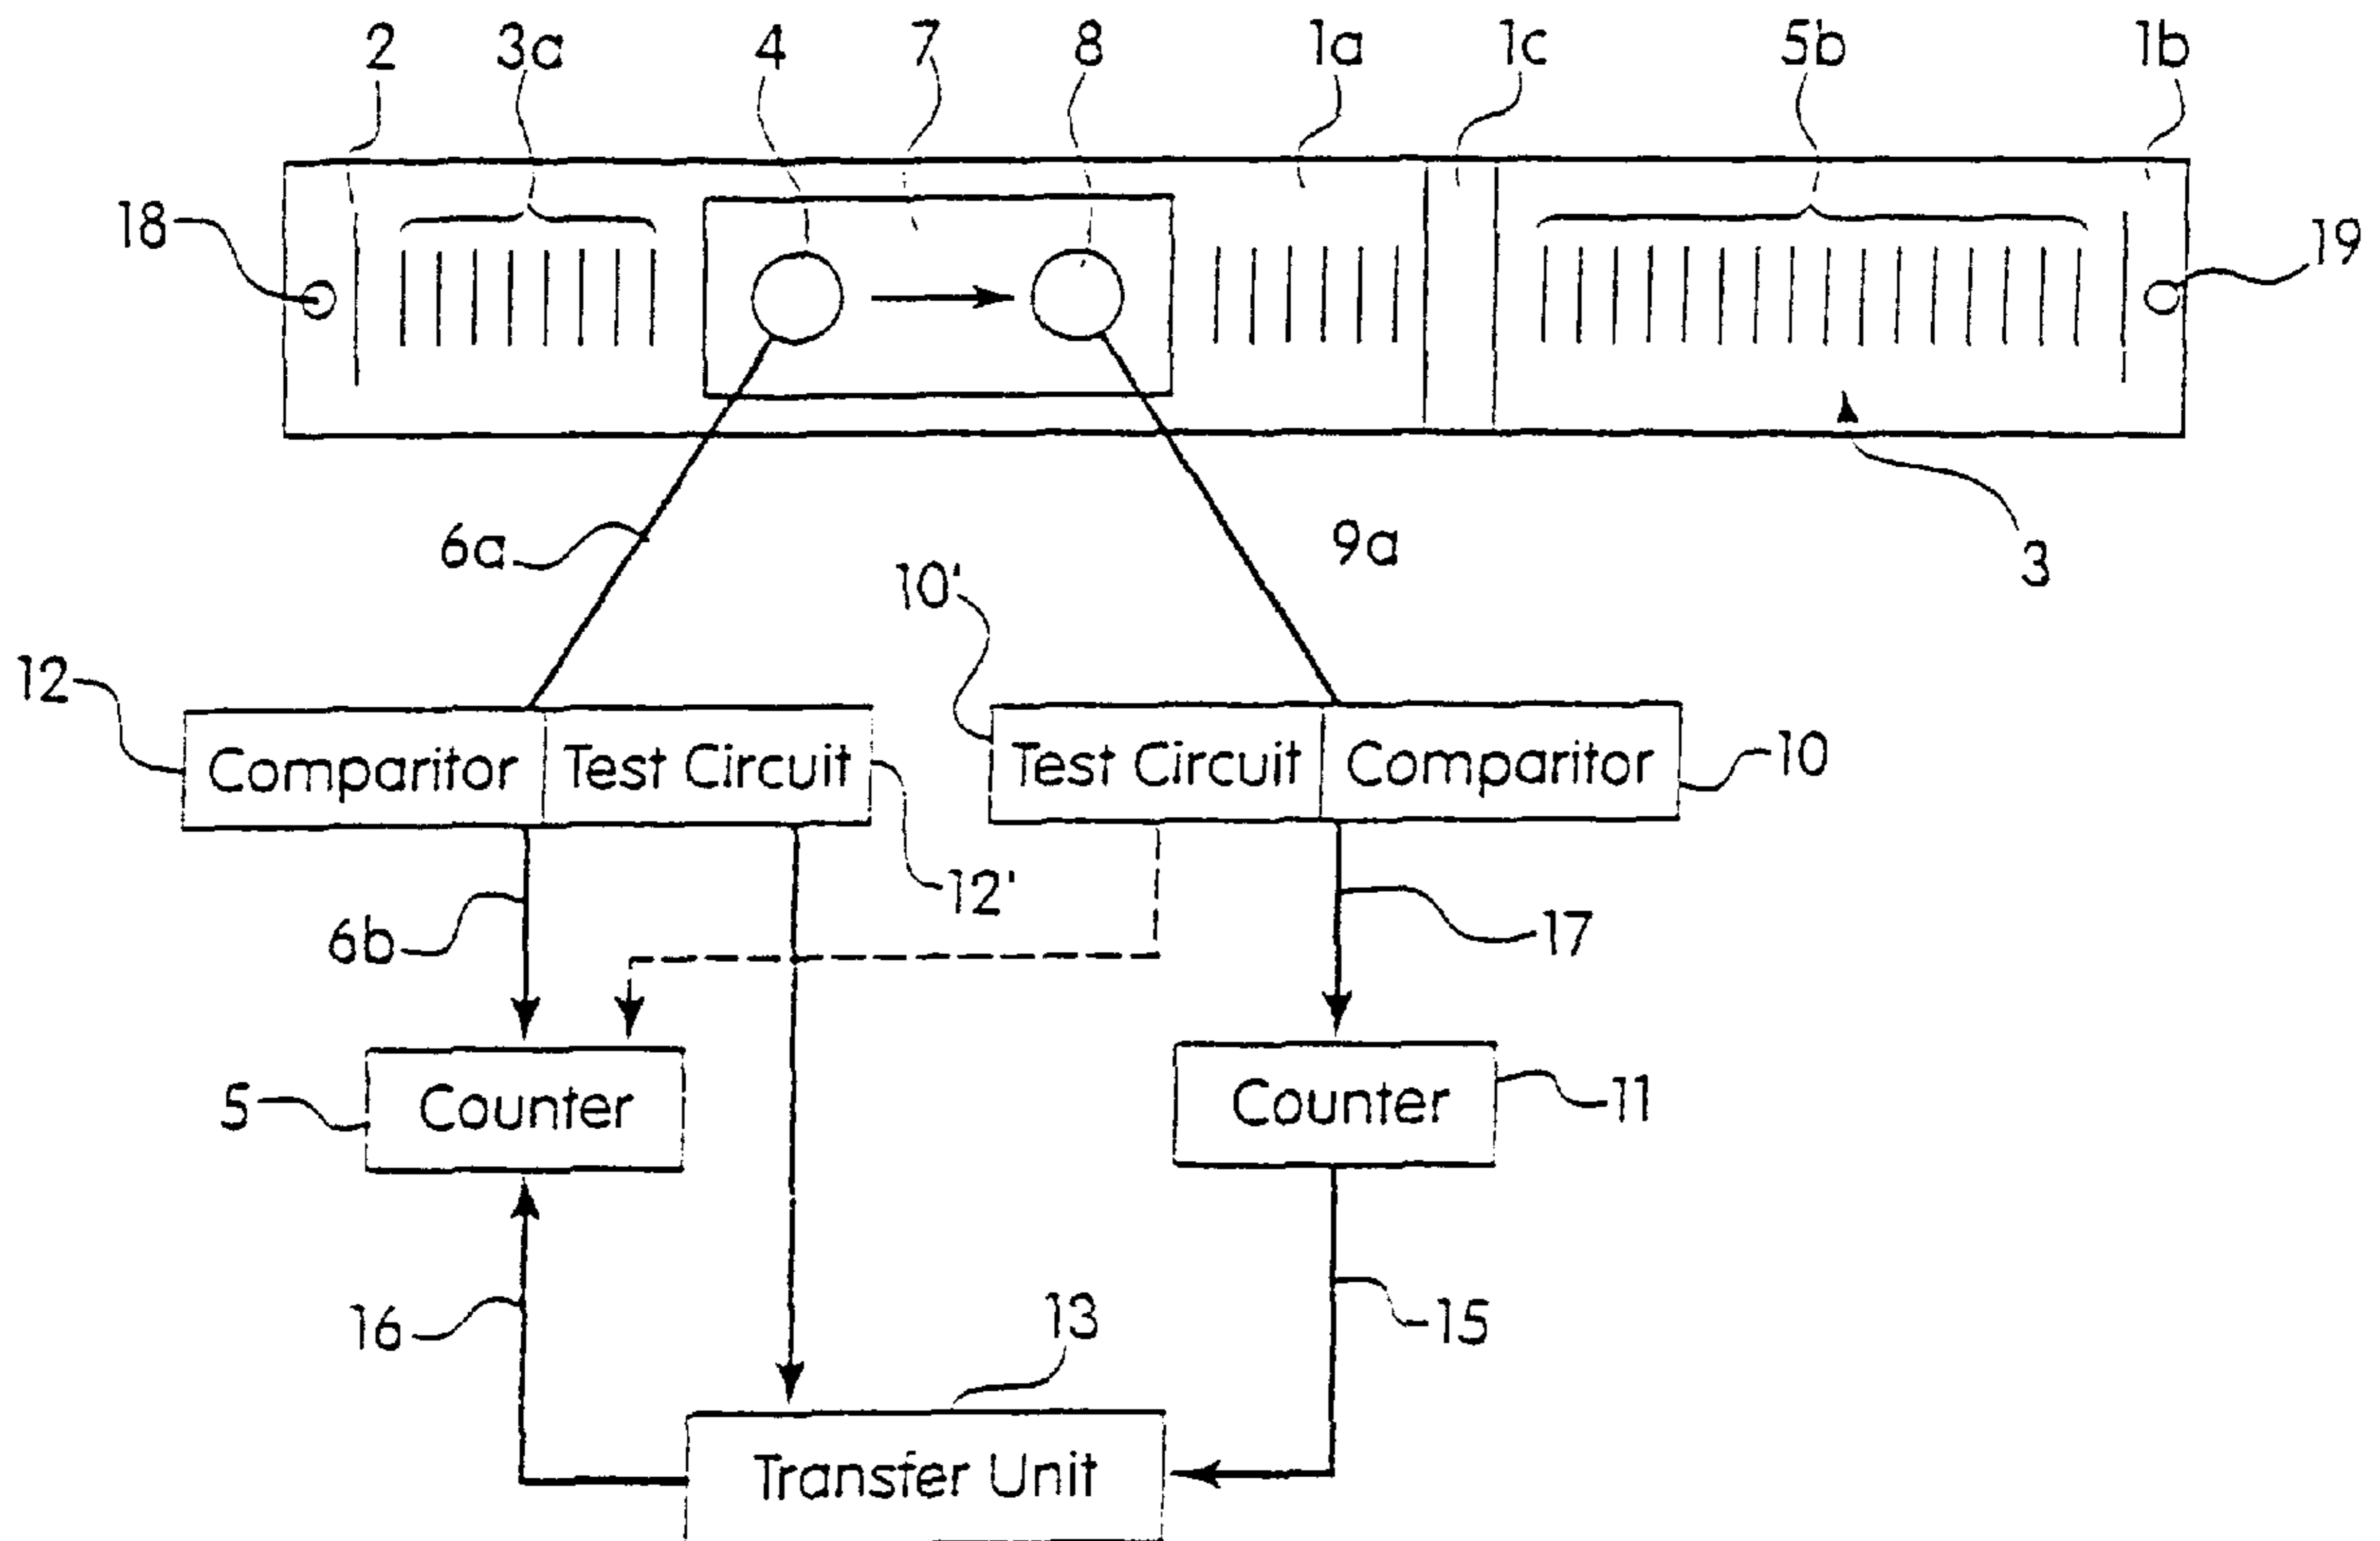 2 3a 4 7 8 1a 1c 5b 1b
18
19
6a
9a
10'
3
12
Comparitor Test Circuit
Test Circuit Comparitor
10
12'
6b
17
5
Counter
Counter
11
16
13
15
Transfer Unit